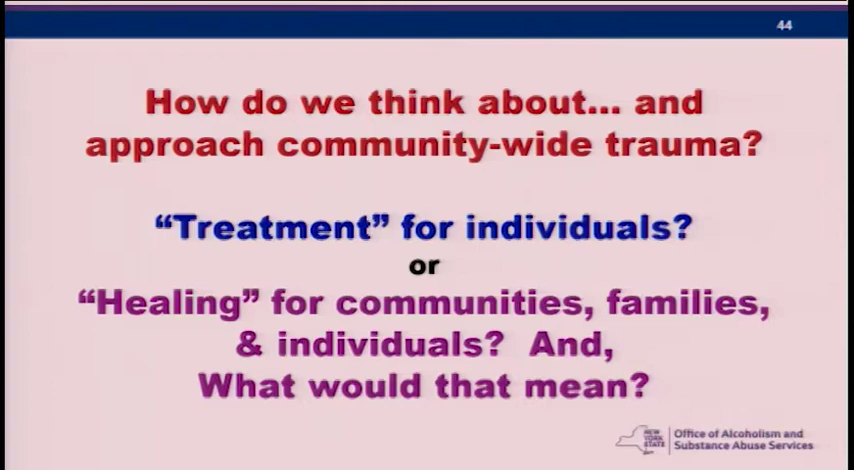 44
How do we think about... and
approach community-wide trauma?
“Treatment” for individuals?
or
“Healing” for communities, families,
& individuals? And,
What would that mean?
NEW
YORK
STATE
Office of Alcoholism and
Substance Abuse Services